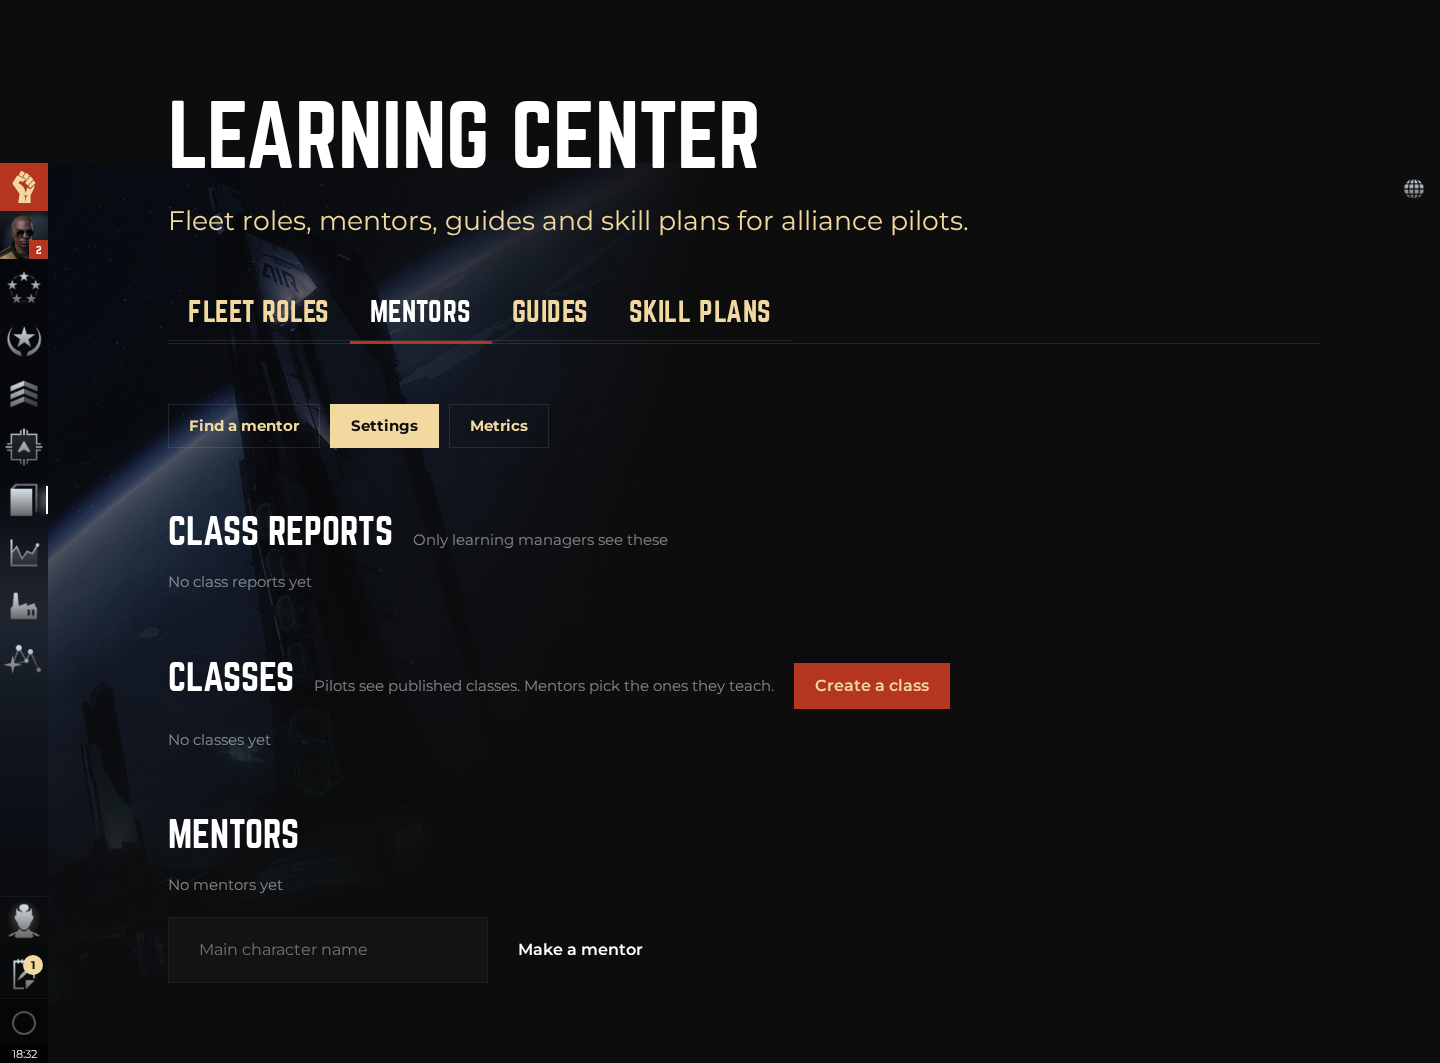 LEARNING CENTER
Fleet roles, mentors, guides and skill plans for alliance pilots.
FLEET ROLES
MENTORS
GUIDES
SKILL PLANS
Find a mentor
Settings
Metrics
CLASS REPORTS
Only learning managers see these
No class reports yet
CLASSES
Pilots see published classes. Mentors pick the ones they teach.
Create a class
No classes yet
MENTORS
No mentors yet
Main character name
Make a mentor
2
1
18:32
AIR